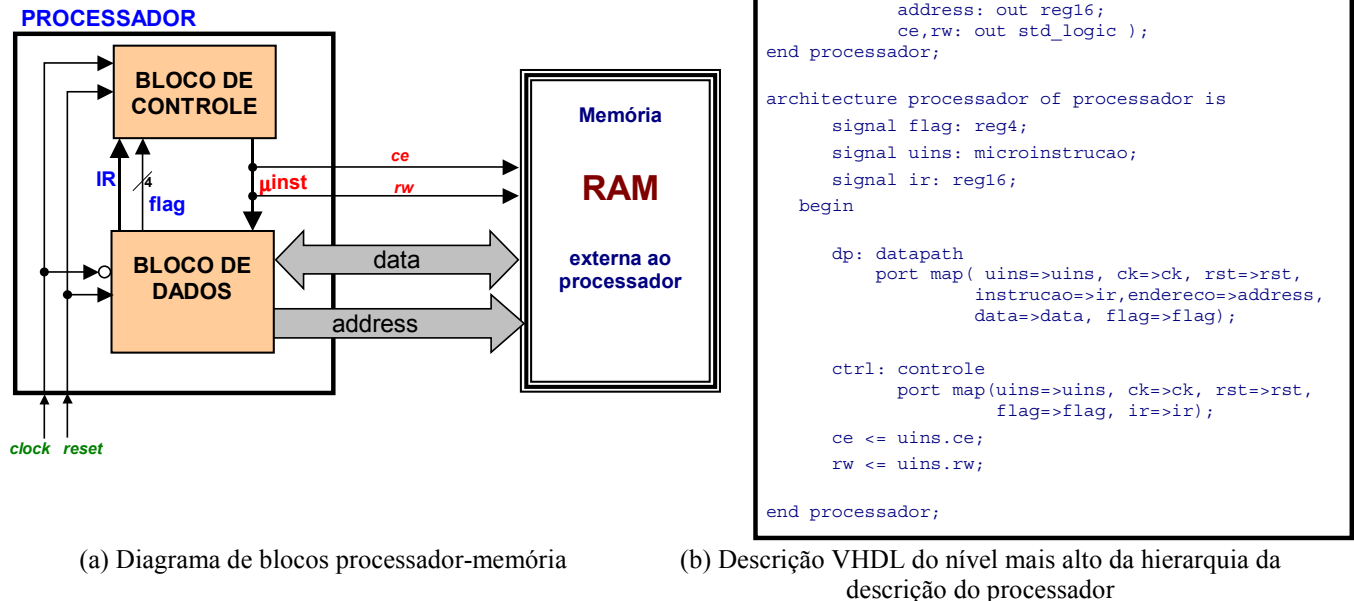 PROCESSADOR
BLOCO DE
CONTROLE
IR
4
flag
µinst
ce
rw
BLOCO DE
DADOS
data
address
clock reset
Memória
RAM
externa ao
processador
address: out reg16;
ce,rw: out std_logic );
end processador;
architecture processador of processador is
signal flag: reg4;
signal uins: microinstrucao;
signal ir: reg16;
begin
dp: datapath
port map( uins=>uins, ck=>ck, rst=>rst,
instrucao=>ir,endereco=>address,
data=>data, flag=>flag);
ctrl: controle
port map(uins=>uins, ck=>ck, rst=>rst,
flag=>flag, ir=>ir);
ce <= uins.ce;
rw <= uins.rw;
end processador;
(a) Diagrama de blocos processador-memória
(b) Descrição VHDL do nível mais alto da hierarquia da
descrição do processador